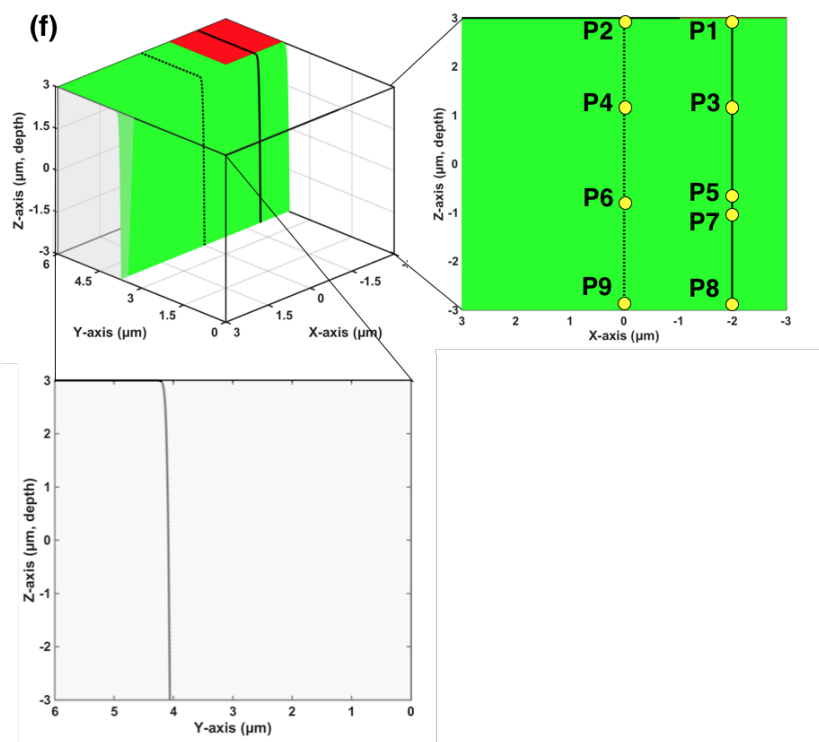 (f)
3
1.5
0
-1.5
-3
Z-axis (µm, depth)
6
4.5
3
1.5
0
Y-axis (µm)
3
1.5
0
-1.5
X-axis (µm)
3
2
1
0
-1
-2
-3
Z-axis (µm, depth)
P2
P1
P4
P3
P6
P5
P7
P9
P8
3
2
1
0
-1
-2
-3
X-axis (µm)
3
2
1
0
-1
-2
-3
Z-axis (µm, depth)
6
5
4
3
2
1
0
Y-axis (µm)